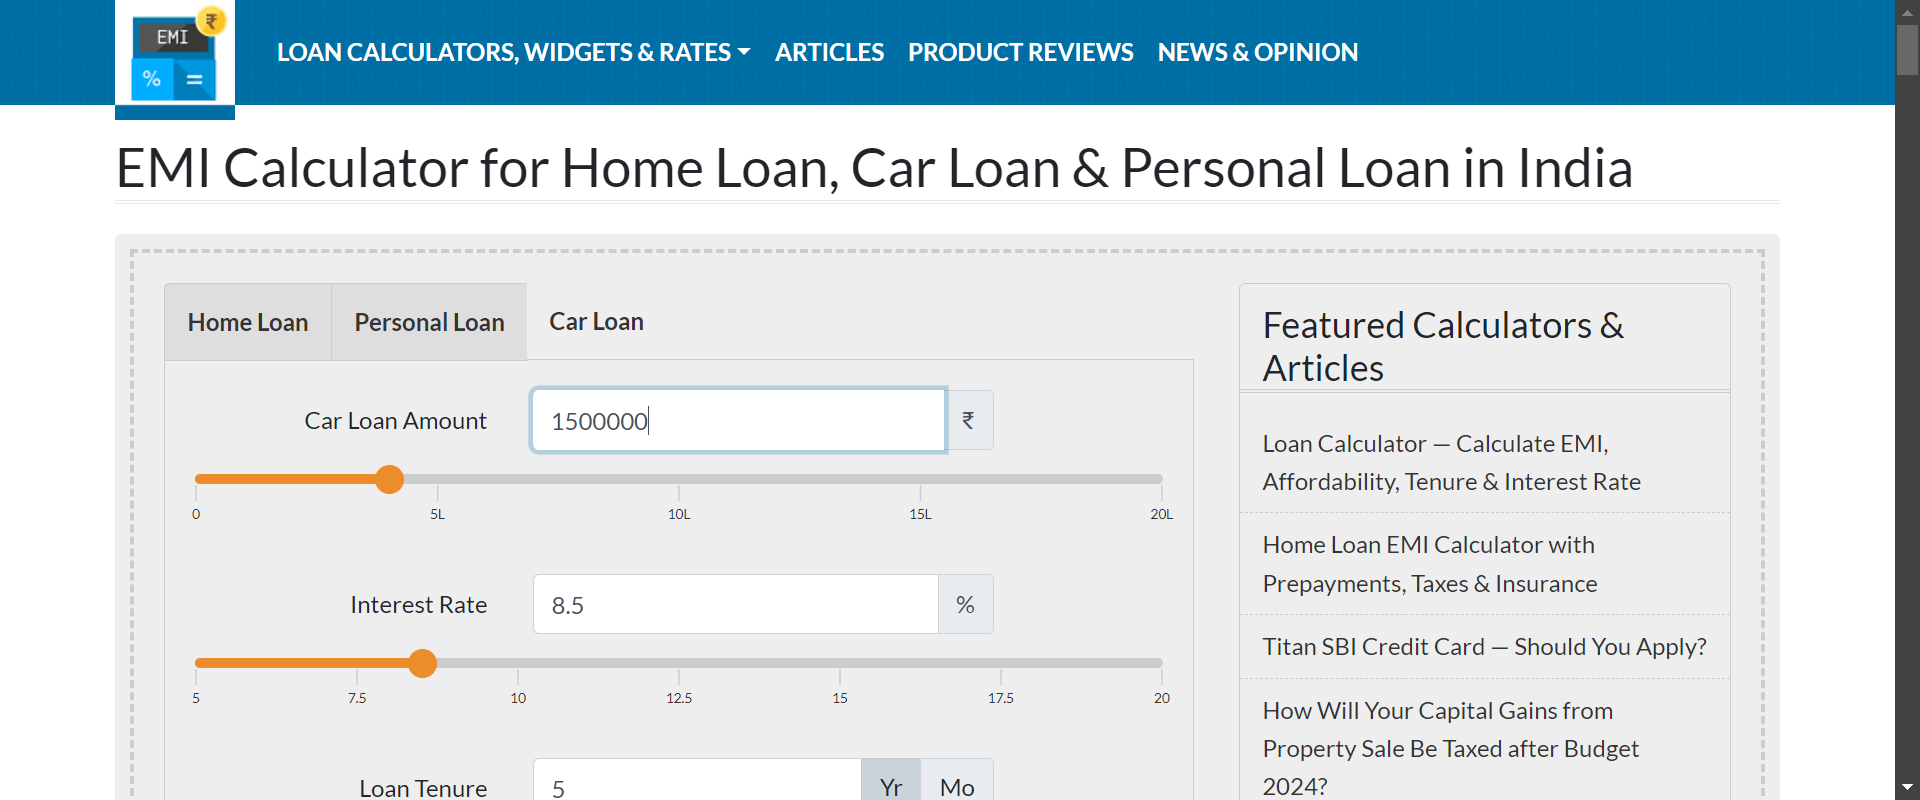 EMI
₹
%
=
LOAN CALCULATORS, WIDGETS & RATES
ARTICLES
PRODUCT REVIEWS
NEWS & OPINION
EMI Calculator for Home Loan, Car Loan & Personal Loan in India
Home Loan
Personal Loan
Car Loan
Car Loan Amount
1500000
₹
0
5L
10L
15L
20L
Interest Rate
8.5
%
5
7.5
10
12.5
15
17.5
20
Loan Tenure
5
Yr
Mo
Featured Calculators &
Articles
Loan Calculator — Calculate EMI,
Affordability, Tenure & Interest Rate
Home Loan EMI Calculator with
Prepayments, Taxes & Insurance
Titan SBI Credit Card — Should You Apply?
How Will Your Capital Gains from
Property Sale Be Taxed after Budget
2024?